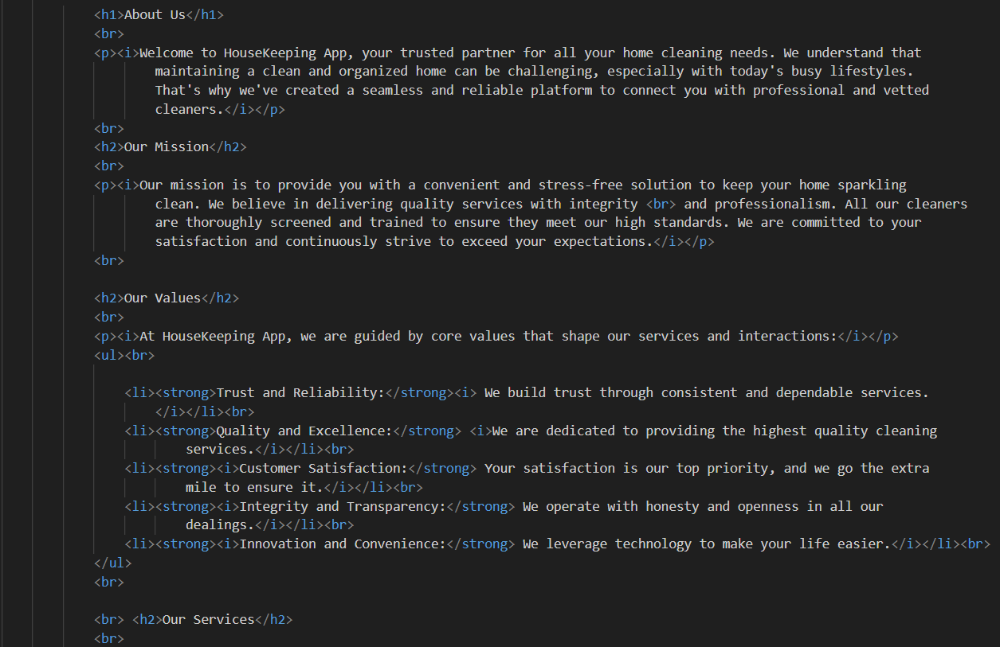 <h1>About Us</h1>
<br>
<p><i>Welcome to HouseKeeping App, your trusted partner for all your home cleaning needs. We understand that
maintaining a clean and organized home can be challenging, especially with today's busy lifestyles.
That's why we've created a seamless and reliable platform to connect you with professional and vetted
cleaners.</i></p>
<br>
<h2>Our Mission</h2>
<br>
<p><i>Our mission is to provide you with a convenient and stress-free solution to keep your home sparkling
clean. We believe in delivering quality services with integrity <br> and professionalism. All our cleaners
are thoroughly screened and trained to ensure they meet our high standards. We are committed to your
satisfaction and continuously strive to exceed your expectations.</i></p>
<br>
<h2>Our Values</h2>
<br>
<p><i>At HouseKeeping App, we are guided by core values that shape our services and interactions:</i></p>
<ul><br>
<li><strong>Trust and Reliability:</strong><i> We build trust through consistent and dependable services.
</i></li><br>
<li><strong>Quality and Excellence:</strong> <i>We are dedicated to providing the highest quality cleaning
services.</i></li><br>
<li><strong><i>Customer Satisfaction:</strong> Your satisfaction is our top priority, and we go the extra
mile to ensure it.</i></li><br>
<li><strong><i>Integrity and Transparency:</strong> We operate with honesty and openness in all our
dealings.</i></li><br>
<li><strong><i>Innovation and Convenience:</strong> We leverage technology to make your life easier.</i></li><br>
</ul>
<br>
<br> <h2>Our Services</h2>
<br>